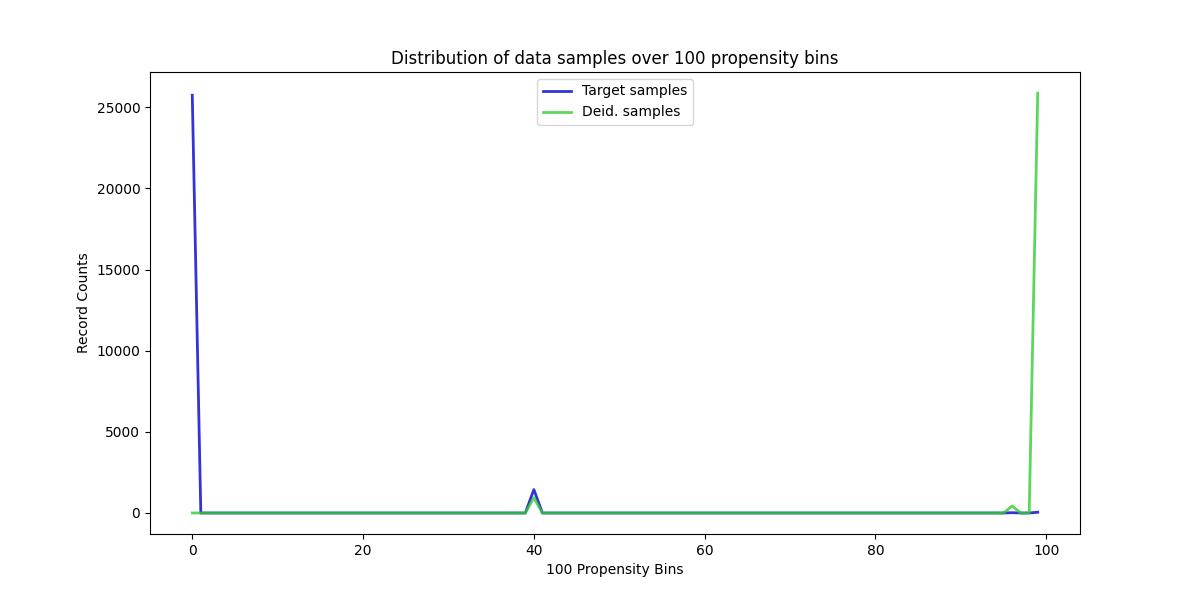 Distribution of data samples over 100 propensity bins
Target samples
Deid. samples
25000
20000
15000
10000
5000
0
Record Counts
0 20 40 60 80 100
100 Propensity Bins